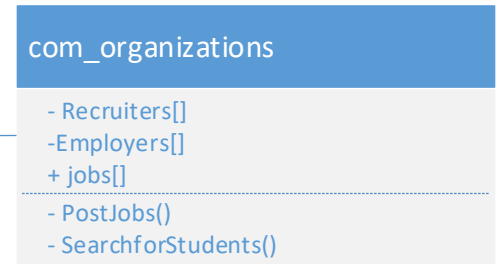 com_organizations
- Recruiters[]
-Employers[]
+ jobs[]
- PostJobs()
- SearchforStudents()